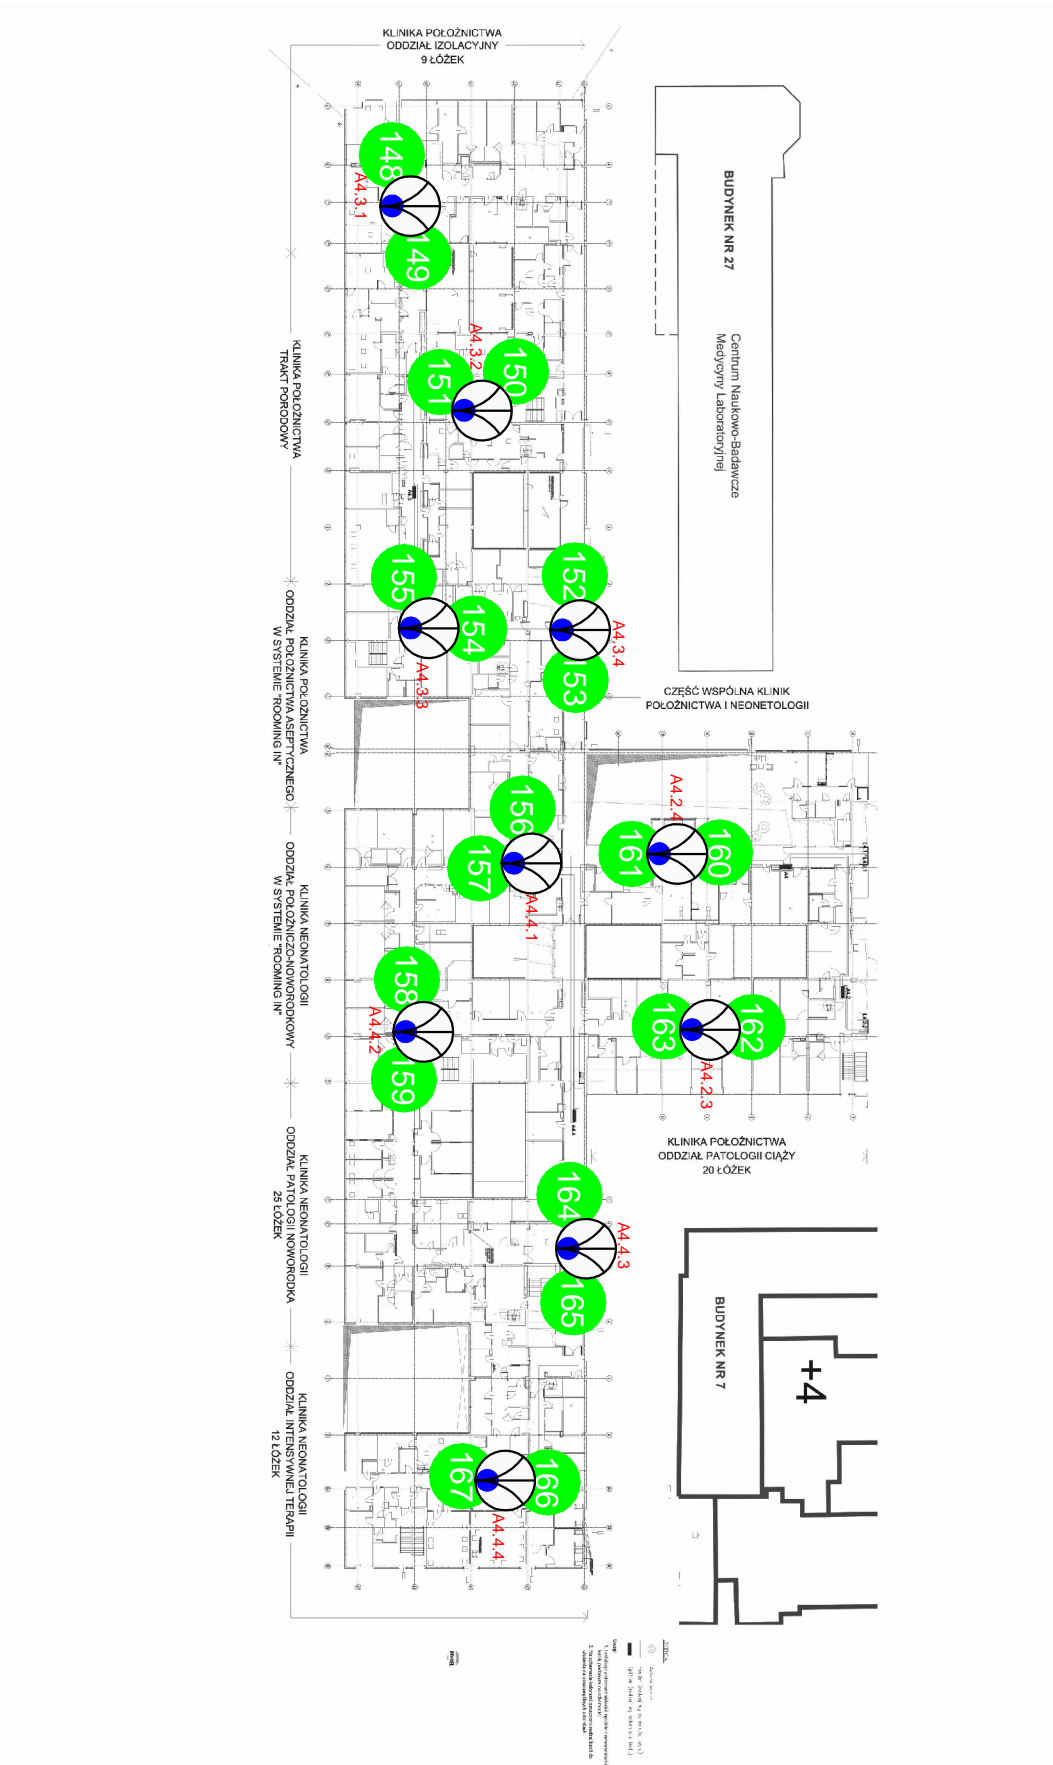 KLINIKA POŁOŻNICTWA
ODDZIAŁ IZOLACYJNY
9 ŁÓŻEK
148
A4.3.1
149
BUDYNEK NR 27
Centrum Naukowo-Badawcze
Medycyny Laboratoryjnej
KLINIKA POŁOŻNICTWA
TRAKT PORODOWY
A4.3.2
150
151
155
154
A4.3.3
152
A4.3.4
153
KLINIKA POŁOŻNICTWA
ODDZIAŁ POŁOŻNICTWA ASEPTYCZNEGO
W SYSTEMIE "ROOMING IN"
CZĘŚĆ WSPÓLNA KLINIK
POŁOŻNICTWA I NEONETOLOGII
156
157
A4.4.1
A4.2.4
161
160
KLINIKA NEONATOLOGII
ODDZIAŁ POŁOŻNICZO-NOWORODKOWY
W SYSTEMIE "ROOMING IN"
158
A4.4.2
159
163
162
A4.2.3
KLINIKA POŁOŻNICTWA
ODDZIAŁ PATOLOGII CIĄŻY
20 ŁÓŻEK
KLINIKA NEONATOLOGII
ODDZIAŁ PATOLOGII NOWORODKA
25 ŁÓŻEK
164
A4.4.3
165
BUDYNEK NR 7
+4
KLINIKA NEONATOLOGII
ODDZIAŁ INTENSYWNEJ TERAPII
12 ŁÓŻEK
167
166
A4.4.4